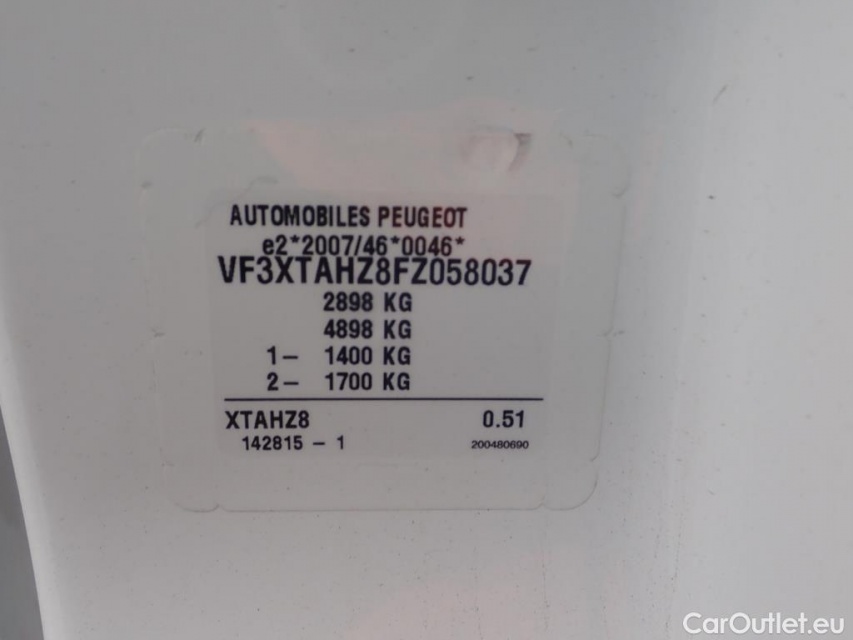 AUTOMOBILES PEUGEOT
e2*2007/46*0046*
VF3XTAHZ8FZ058037
2898 KG
4898 KG
1- 1400 KG
2- 1700 KG
XTAHZ8 0.51
142815 - 1 200480690
CarOutlet.eu